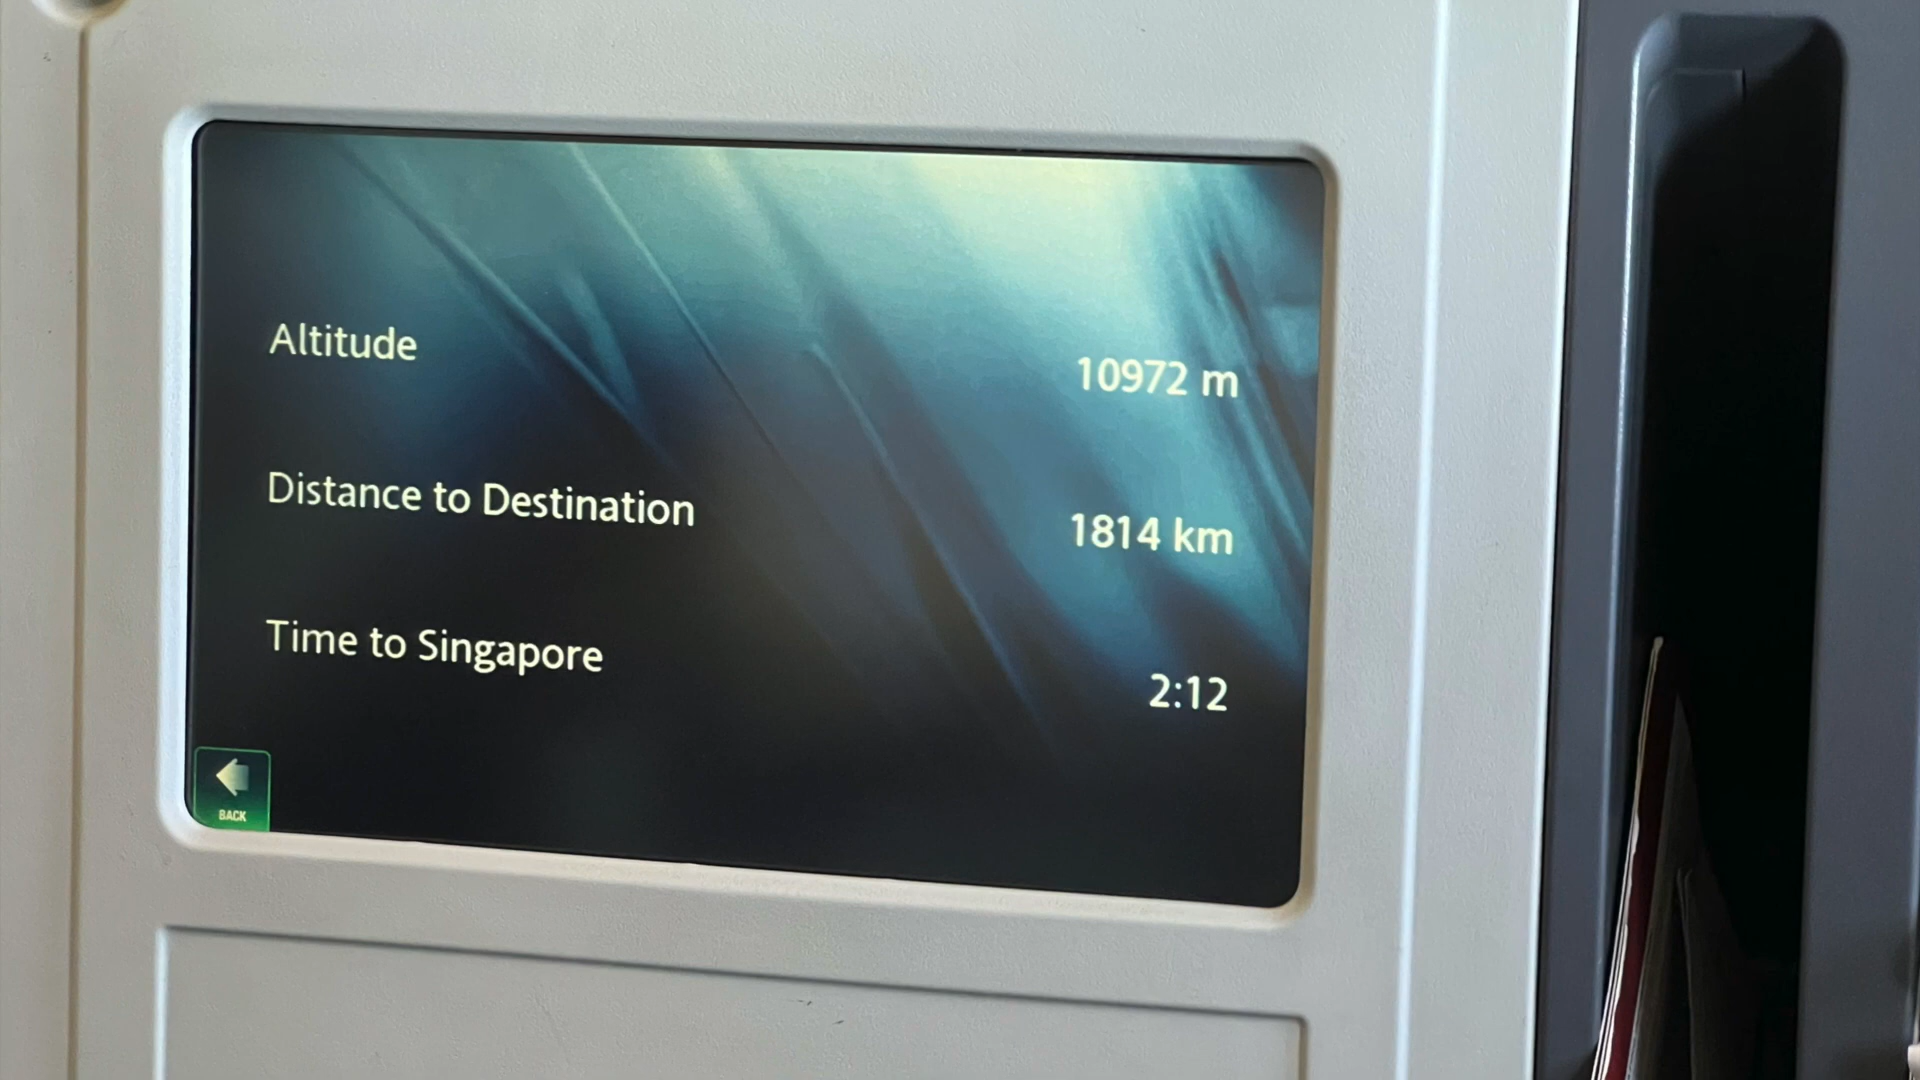 Altitude 10972 m
Distance to Destination 1814 km
Time to Singapore 2:12
BACK